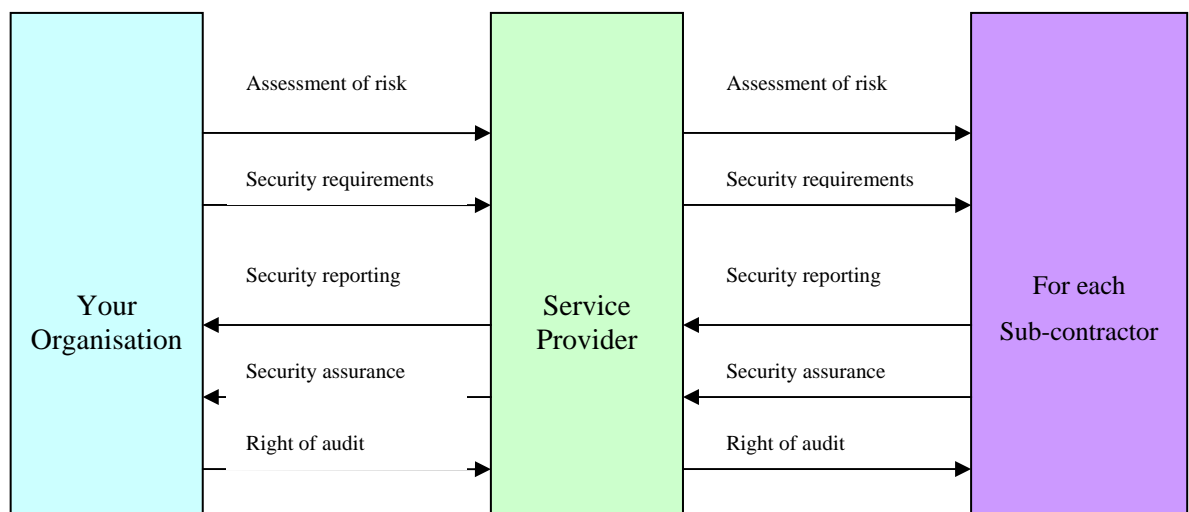 Assessment of risk
Assessment of risk
Security requirements
Security requirements
Security reporting
Security reporting
Your
Organisation
Service
Provider
For each
Sub-contractor
Security assurance
Security assurance
Right of audit
Right of audit